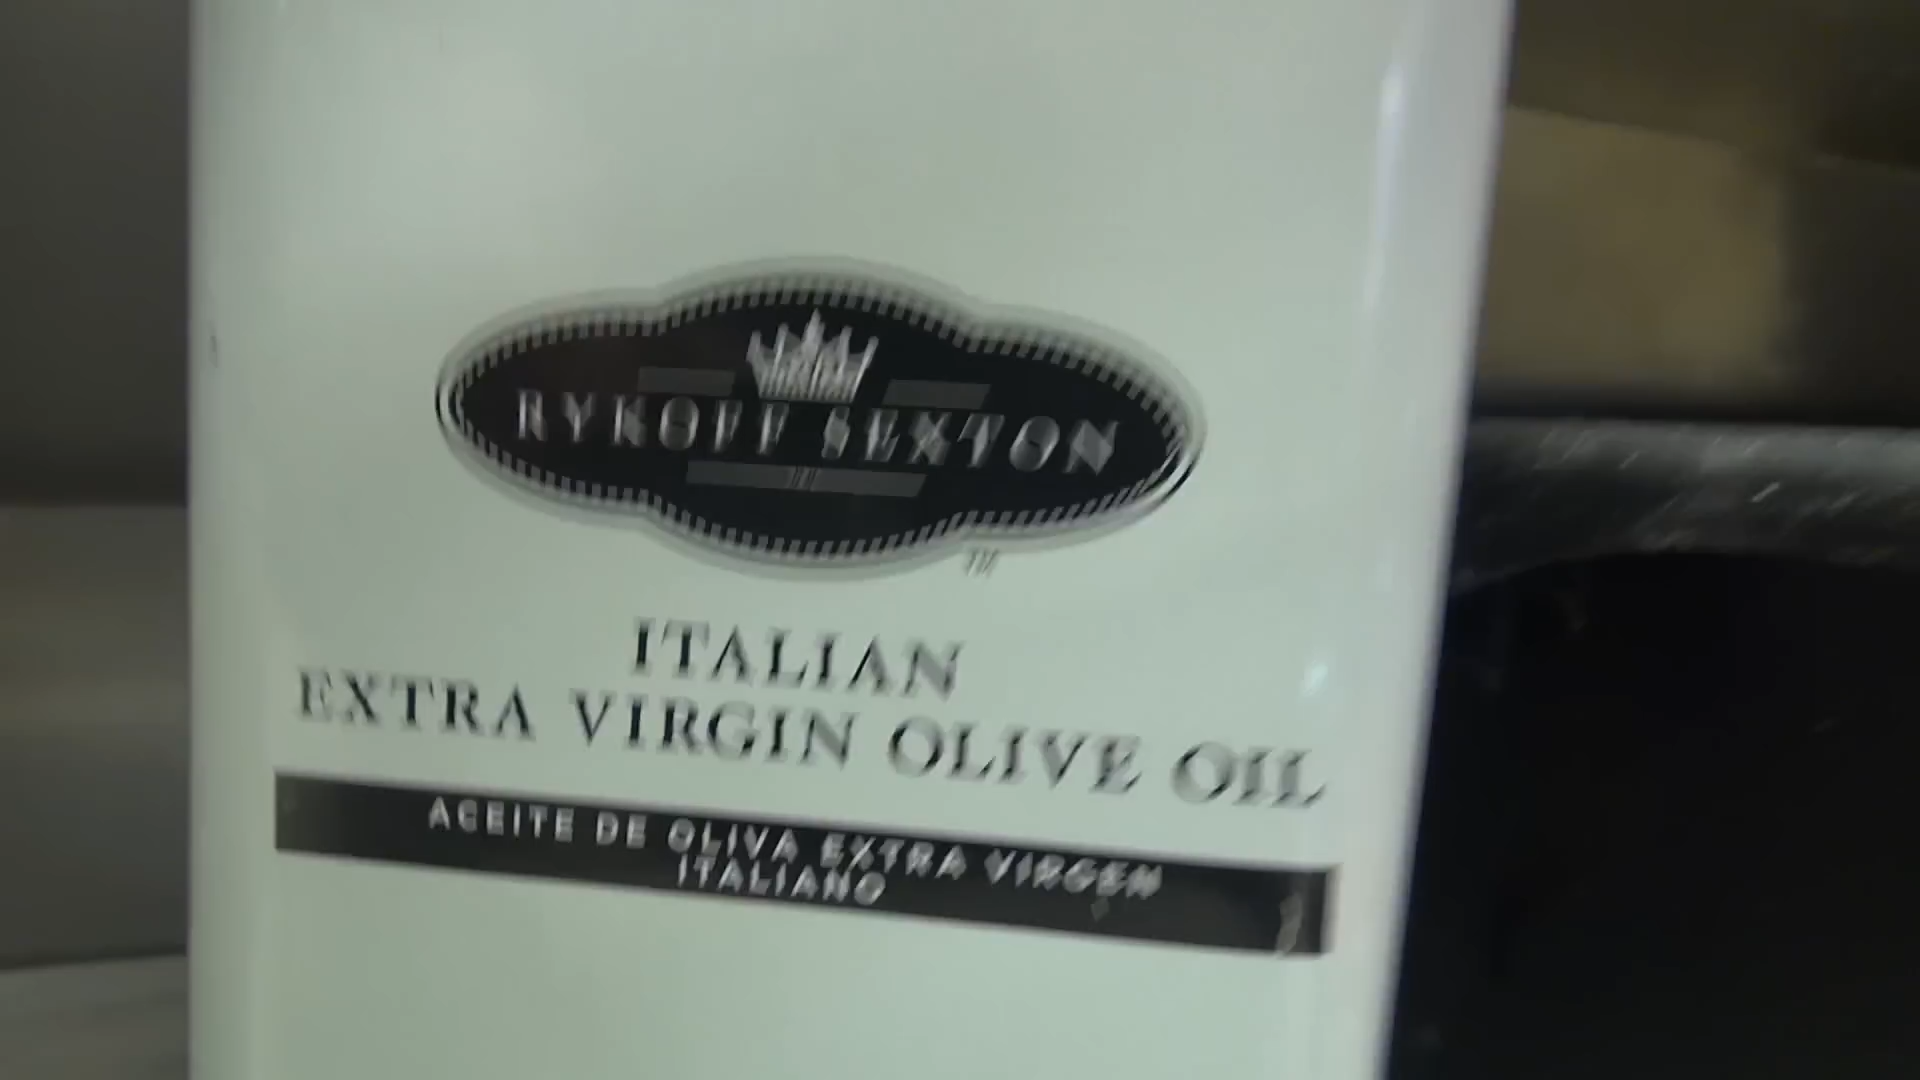 RYKOFF SEXTON
TM
ITALIAN
EXTRA VIRGIN OLIVE OIL
ACEITE DE OLIVA EXTRA VIRGEN
ITALIANO